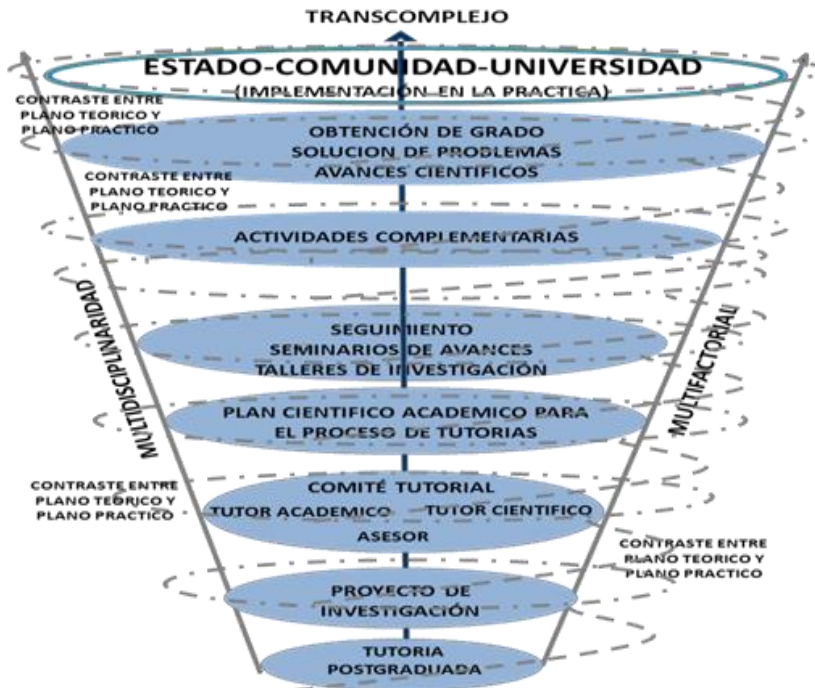 TRANSCOMPLEJO
ESTADO-COMUNIDAD-UNIVERSIDAD
(IMPLEMENTACIÓN EN LA PRACTICA)
CONTRASTE ENTRE
PLANO TEORICO Y
PLANO PRACTICO
OBTENCIÓN DE GRADO
SOLUCION DE PROBLEMAS
AVANCES CIENTÍFICOS
CONTRASTE ENTRE
PLANO TEORICO Y
PLANO PRACTICO
ACTIVIDADES COMPLEMENTARIAS
MULTIDISCIPLINARIDAD
MULTIFACTORIAL
SEGUIMIENTO
SEMINARIOS DE AVANCES
TALLERES DE INVESTIGACIÓN
PLAN CIENTIFICO ACADEMICO PARA
EL PROCESO DE TUTORIAS
CONTRASTE ENTRE
PLANO TEORICO Y
PLANO PRACTICO
COMITÉ TUTORIAL
TUTOR ACADEMICO TUTOR CIENTIFICO
ASESOR
CONTRASTE ENTRE
PLANO TEORICO Y
PLANO PRACTICO
PROYECTO DE
INVESTIGACIÓN
TUTORIA
POSTGRADUADA